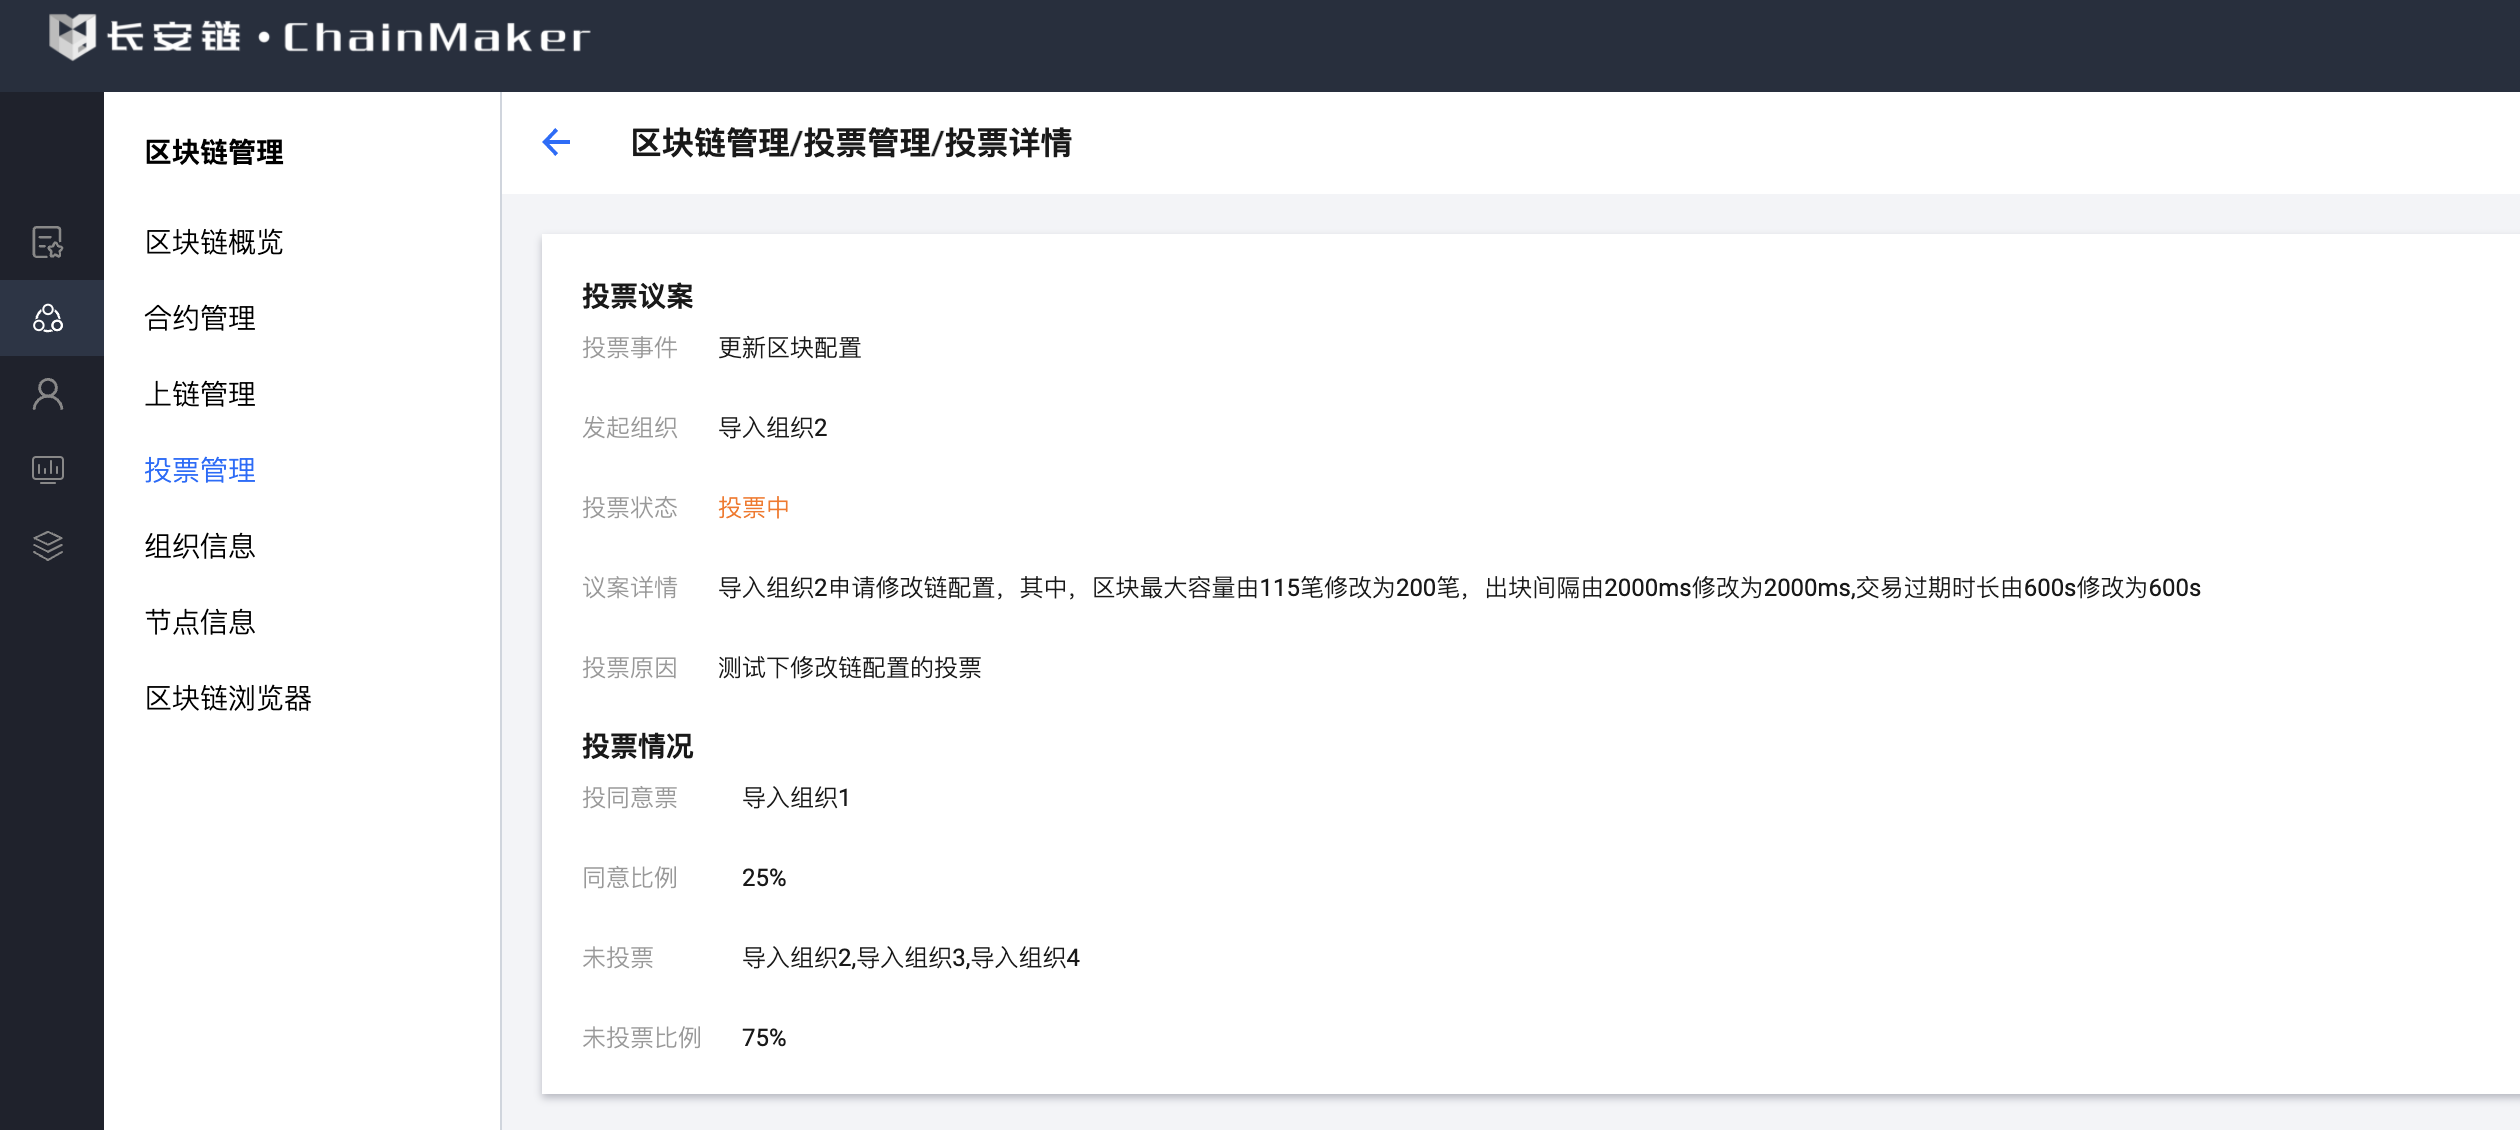 长安链·ChainMaker
区块链管理
区块链概览
合约管理
上链管理
投票管理
组织信息
节点信息
区块链浏览器
区块链管理/投票管理/投票详情
投票议案
投票事件 更新区块配置
发起组织 导入组织2
投票状态 投票中
议案详情 导入组织2申请修改链配置，其中，区块最大容量由115笔修改为200笔，出块间隔由2000ms修改为2000ms,交易过期时长由600s修改为600s
投票原因 测试下修改链配置的投票
投票情况
投同意票 导入组织1
同意比例 25%
未投票 导入组织2,导入组织3,导入组织4
未投票比例 75%